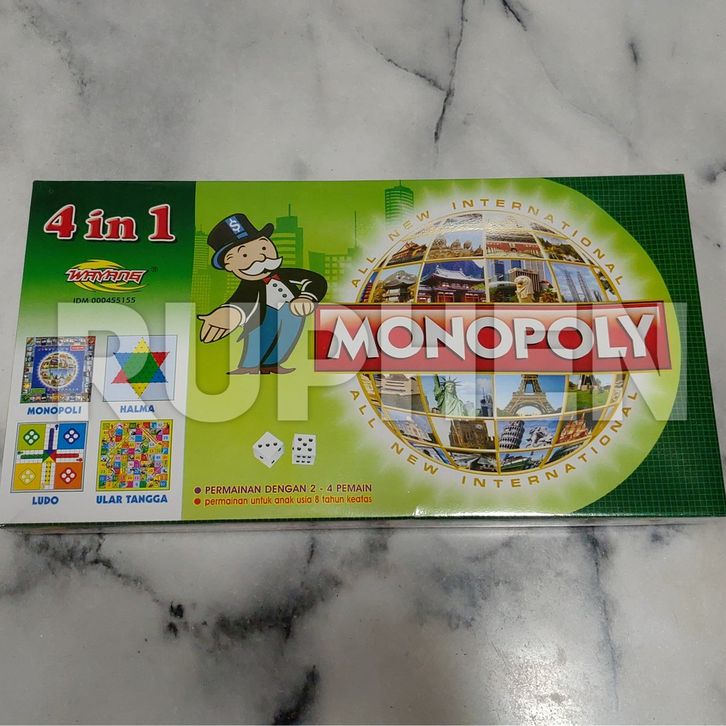 4 in 1
WAYANG ®
IDM 000455155
MONOPOLI
HALMA
LUDO
ULAR TANGGA
ALL NEW INTERNATIONAL
MONOPOLY
ALL NEW INTERNATIONAL
PERMAINAN DENGAN 2 - 4 PEMAIN
permainan untuk anak usia 8 tahun keatas